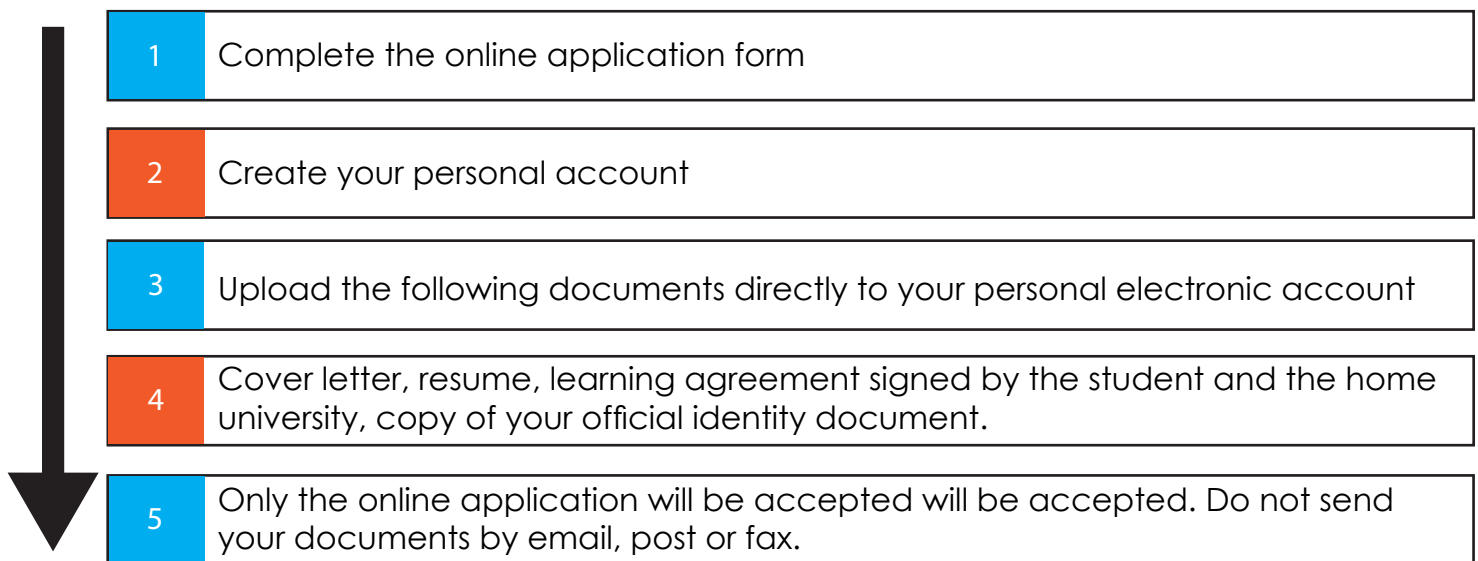 1 Complete the online application form
2 Create your personal account
3 Upload the following documents directly to your personal electronic account
4 Cover letter, resume, learning agreement signed by the student and the home
university, copy of your official identity document.
5 Only the online application will be accepted will be accepted. Do not send
your documents by email, post or fax.